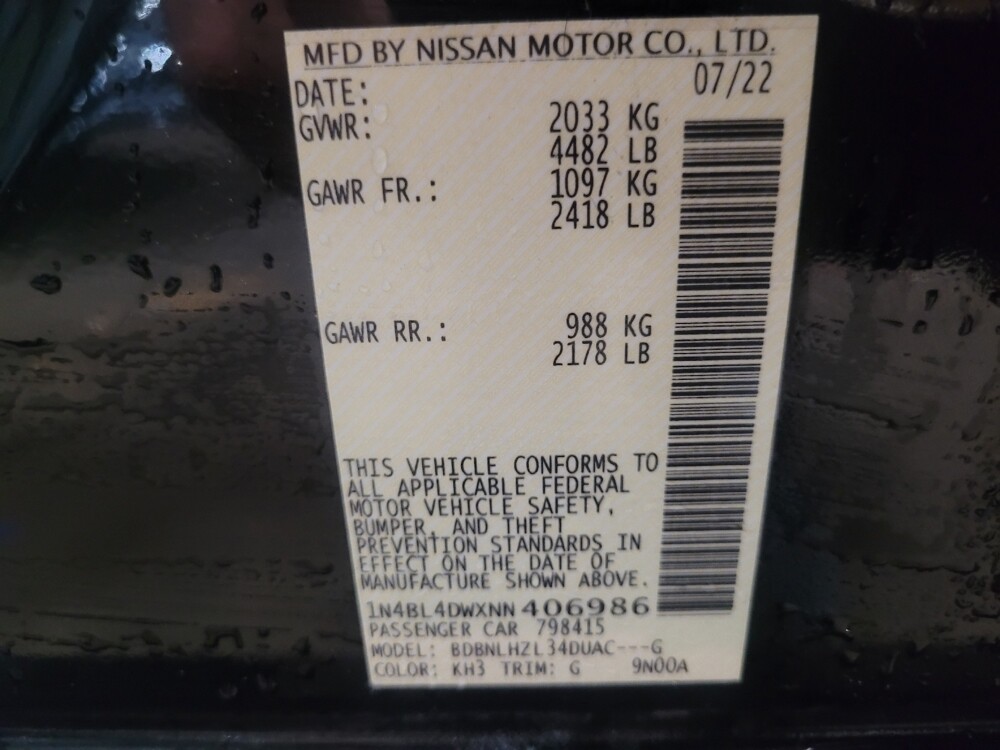 MFD BY NISSAN MOTOR CO., LTD.
DATE: 07/22
GVWR: 2033 KG
4482 LB
GAWR FR.: 1097 KG
2418 LB
GAWR RR.: 988 KG
2178 LB
THIS VEHICLE CONFORMS TO
ALL APPLICABLE FEDERAL
MOTOR VEHICLE SAFETY,
BUMPER, AND THEFT
PREVENTION STANDARDS IN
EFFECT ON THE DATE OF
MANUFACTURE SHOWN ABOVE.
1N4BL4DWXNN406986
PASSENGER CAR 798415
MODEL: BDBNLHZL34DUAC---G
COLOR: KH3 TRIM: G 9N00A